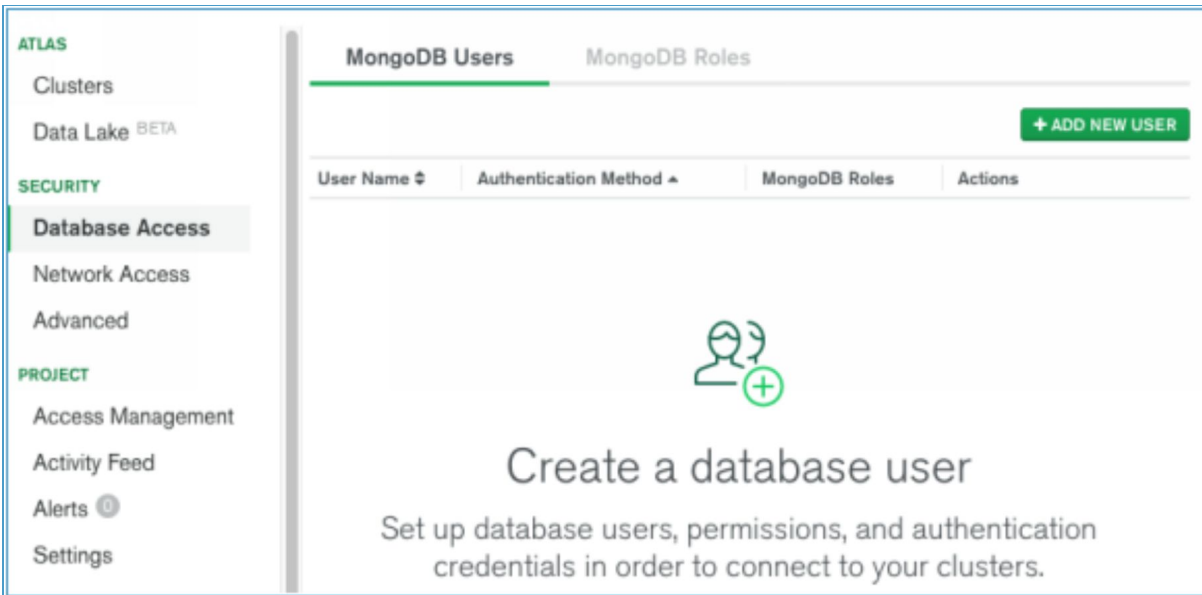 ATLAS
Clusters
Data Lake BETA
SECURITY
Database Access
Network Access
Advanced
PROJECT
Access Management
Activity Feed
Alerts 0
Settings
MongoDB Users MongoDB Roles
+ ADD NEW USER
User Name Authentication Method MongoDB Roles Actions
Create a database user
Set up database users, permissions, and authentication
credentials in order to connect to your clusters.